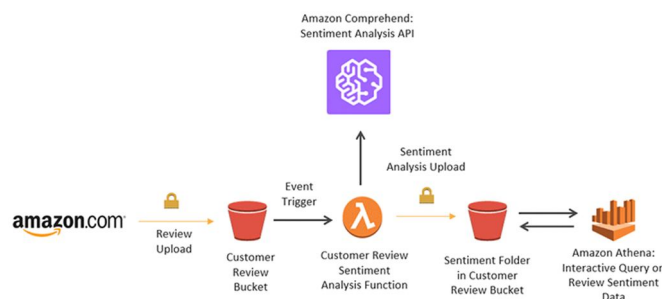 Amazon Comprehend:
Sentiment Analysis API
Sentiment
Analysis Upload
Event
Trigger
amazon.com
Review
Upload
Customer
Review
Bucket
Customer Review
Sentiment
Analysis Function
Sentiment Folder
in Customer
Review Bucket
Amazon Athena:
Interactive Query on
Review Sentiment
Data